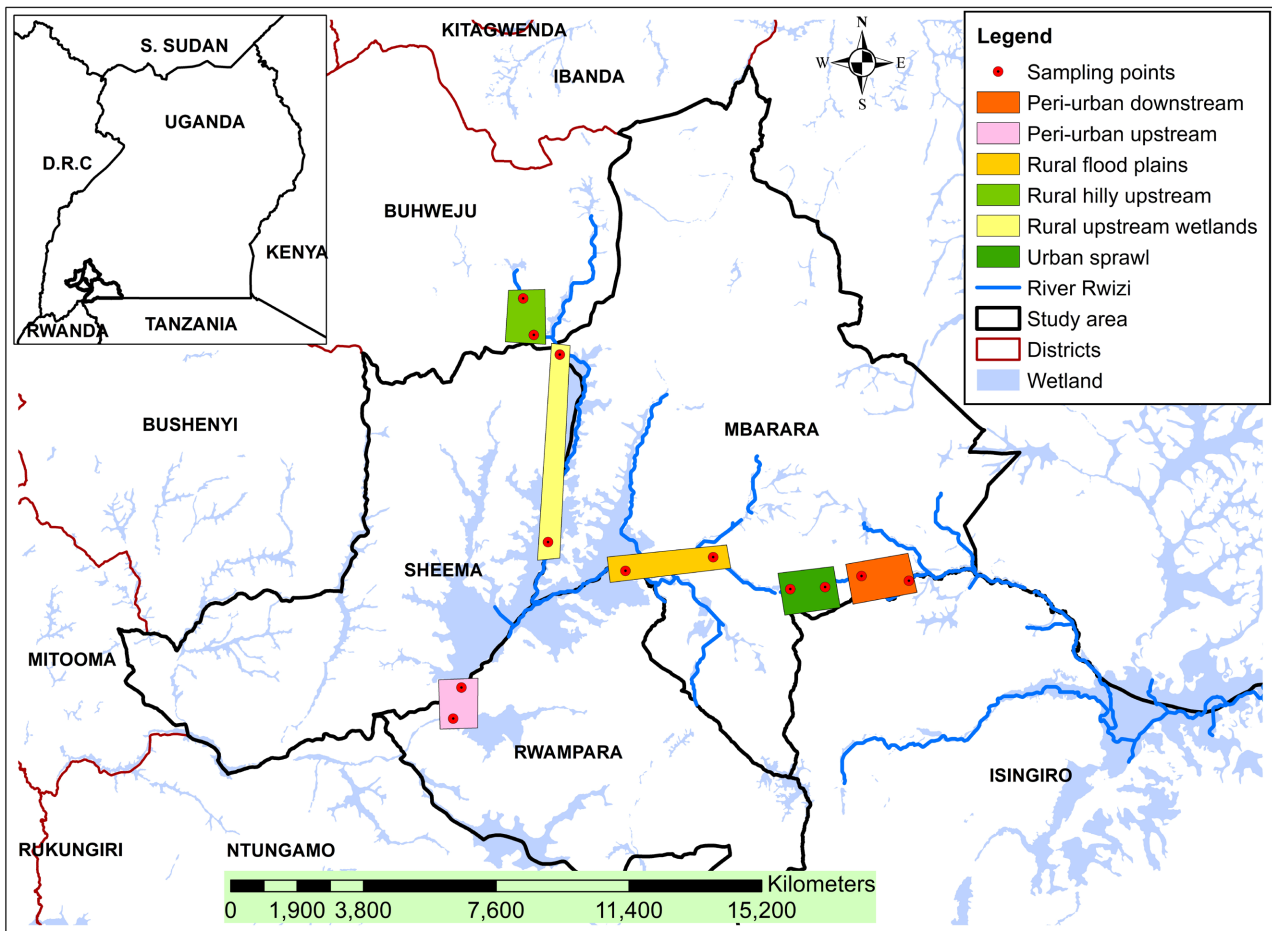 S. SUDAN
UGANDA
D.R.C
KENYA
RWANDA
TANZANIA
KITAGWENDA
IBANDA
N
W
E
S
BUHWEJU
BUSHENYI
MBARARA
SHEEMA
MITOOMA
RWAMPARA
ISINGIRO
RUKUNGIRI
NTUNGAMO
Legend
Sampling points
Peri-urban downstream
Peri-urban upstream
Rural flood plains
Rural hilly upstream
Rural upstream wetlands
Urban sprawl
River Rwizi
Study area
Districts
Wetland
Kilometers
0 1,900 3,800 7,600 11,400 15,200